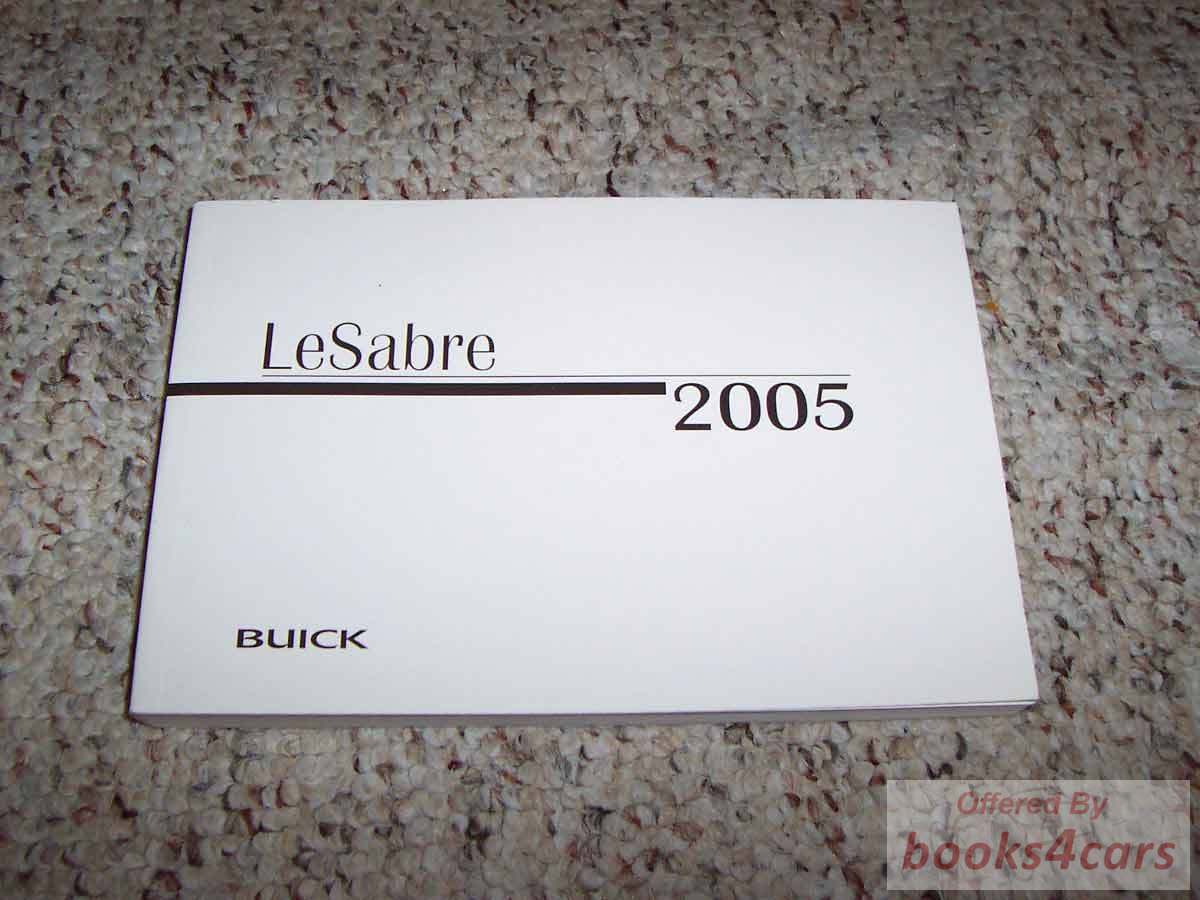 LeSabre
2005
BUICK
Offered By
books4cars